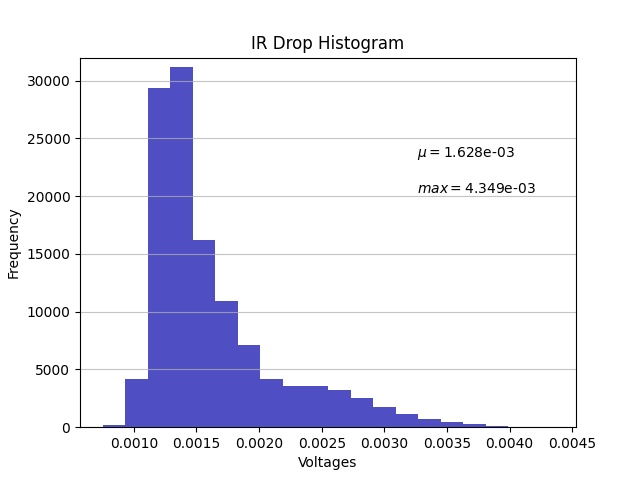 IR Drop Histogram
30000
25000
20000
15000
10000
5000
0
Frequency
μ = 1.628e-03
max = 4.349e-03
0.0010 0.0015 0.0020 0.0025 0.0030 0.0035 0.0040 0.0045
Voltages